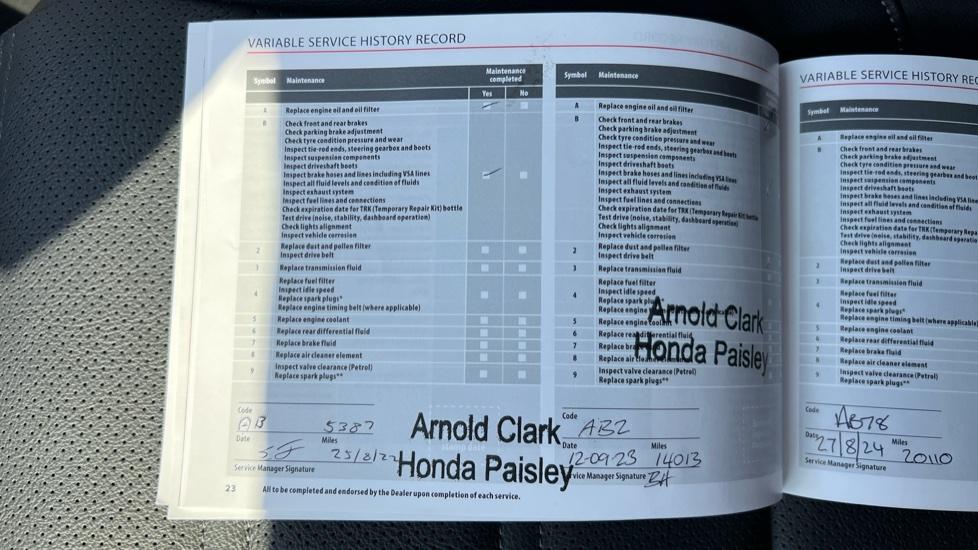 VARIABLE SERVICE HISTORY RECORD
Symbol Maintenance Maintenance completed
Yes No
A Replace engine oil and oil filter
B Check front and rear brakes
Check parking brake adjustment
Check tyre condition pressure and wear
Inspect tie-rod ends, steering gearbox and boots
Inspect suspension components
Inspect driveshaft boots
Inspect brake hoses and lines including VSA lines
Inspect all fluid levels and condition of fluids
Inspect exhaust system
Inspect fuel lines and connections
Check expiration date for TRK (Temporary Repair Kit) bottle
Test drive (noise, stability, dashboard operation)
Check lights alignment
Inspect vehicle corrosion
2 Replace dust and pollen filter
Inspect drive belt
3 Replace transmission fluid
4 Replace fuel filter
Inspect idle speed
Replace spark plugs*
Replace engine timing belt (where applicable)
5 Replace engine coolant
6 Replace rear differential fluid
7 Replace brake fluid
8 Replace air cleaner element
9 Inspect valve clearance (Petrol)
Replace spark plugs**
Code
AB 5387
Date Miles
25/8/22
Service Manager Signature
Arnold Clark
Honda Paisley
23 All to be completed and endorsed by the Dealer upon completion of each service.
Symbol Maintenance
A Replace engine oil and oil filter
B Check front and rear brakes
Check parking brake adjustment
Check tyre condition pressure and wear
Inspect tie-rod ends, steering gearbox and boots
Inspect suspension components
Inspect driveshaft boots
Inspect brake hoses and lines including VSA lines
Inspect all fluid levels and condition of fluids
Inspect exhaust system
Inspect fuel lines and connections
Check expiration date for TRK (Temporary Repair Kit) bottle
Test drive (noise, stability, dashboard operation)
Check lights alignment
Inspect vehicle corrosion
2 Replace dust and pollen filter
Inspect drive belt
3 Replace transmission fluid
4 Replace fuel filter
Inspect idle speed
Replace spark
Replace engine
5 Replace engine coolant
6 Replace rear differential fluid
7 Replace
8 Replace air
9 Inspect valve clearance (Petrol)
Replace spark plugs**
Arnold Clark
Honda Paisley
Code
AB2
Date Miles
12-09-23 14013
Service Manager Signature
VARIABLE SERVICE HISTORY REC
Symbol Maintenance
A Replace engine oil and oil filter
B Check front and rear brakes
Check parking brake adjustment
Check tyre condition pressure and wear
Inspect tie-rod ends, steering gearbox and boot
Inspect suspension components
Inspect driveshaft boots
Inspect brake hoses and lines including VSA line
Inspect all fluid levels and condition of fluids
Inspect exhaust system
Inspect fuel lines and connections
Check expiration date for TRK (Temporary Repa
Test drive (noise, stability, dashboard operatio
Check lights alignment
Inspect vehicle corrosion
2 Replace dust and pollen filter
Inspect drive belt
3 Replace transmission fluid
4 Replace fuel filter
Inspect idle speed
Replace spark plugs*
Replace engine timing belt (where applicable)
5 Replace engine coolant
6 Replace rear differential fluid
7 Replace brake fluid
8 Replace air cleaner element
9 Inspect valve clearance (Petrol)
Replace spark plugs**
Code
AB78
Date Miles
27/8/24 20110
Service Manager Signature